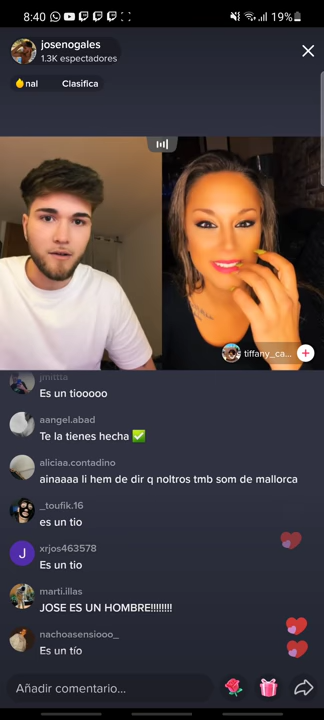 8:40
19%
josenogales
1.3K espectadores
nal
Clasifica
tiffany_ca...
jmittta
Es un tiooooo
aangel.abad
Te la tienes hecha ✅
aliciaa.contadino
ainaaaa li hem de dir q noltros tmb som de mallorca
_toufik.16
es un tio
J
xrjos463578
Es un tio
marti.illas
JOSE ES UN HOMBRE!!!!!!!!
nachoasensiooo_
Es un tío
Añadir comentario...